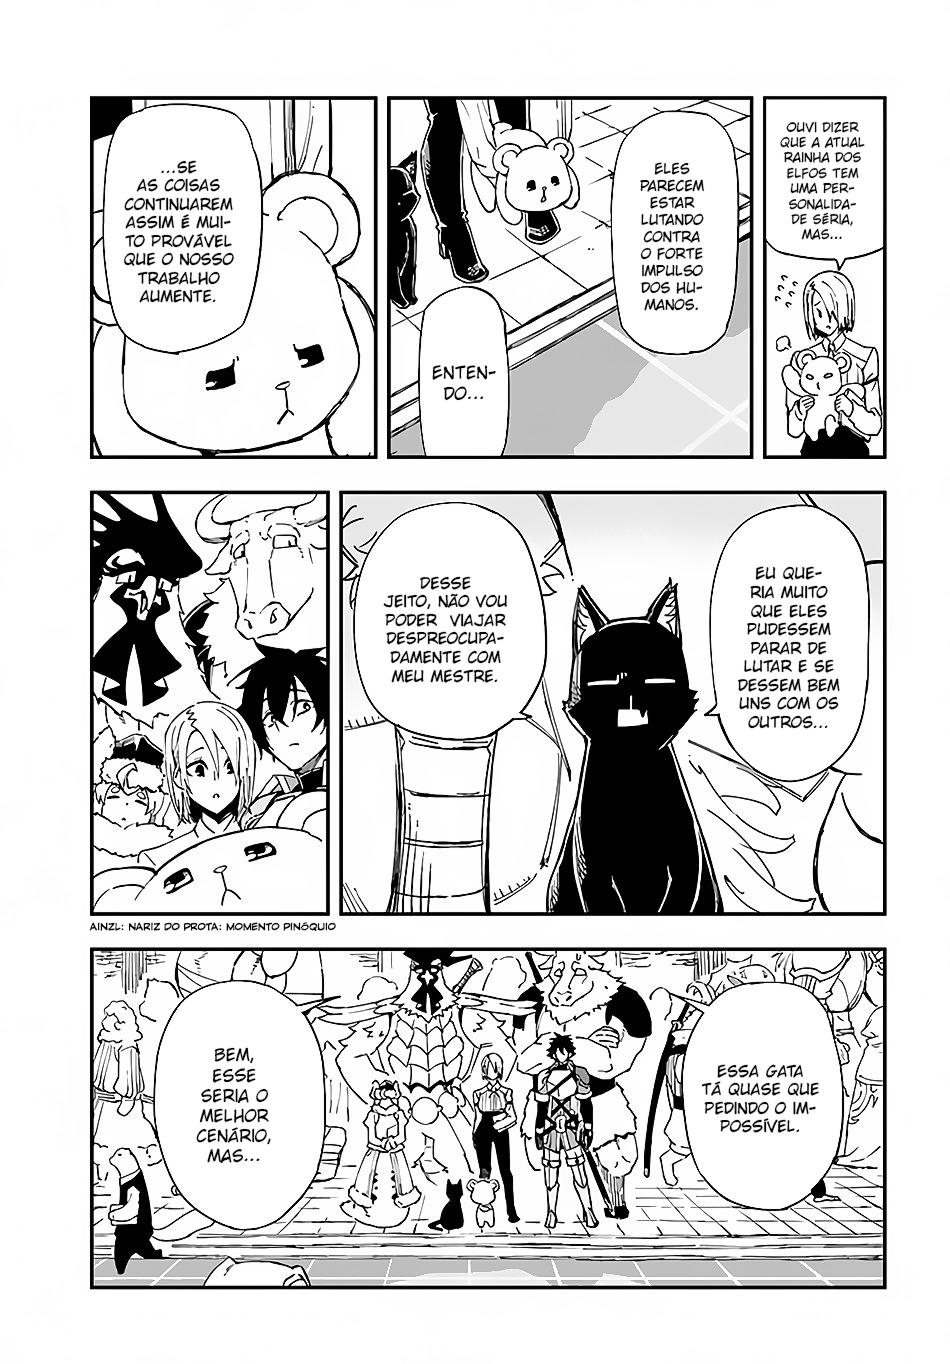 OUVI DIZER
QUE A ATUAL
RAINHA DOS
ELFOS TEM
UMA PER-
SONALIDA-
DE SÉRIA,
MAS...
ELES
PARECEM
ESTAR
LUTANDO
CONTRA
O FORTE
IMPULSO
DOS HU-
MANOS.
ENTEN-
DO...
...SE
AS COISAS
CONTINUAREM
ASSIM É MUI-
TO PROVÁVEL
QUE O NOSSO
TRABALHO
AUMENTE.
EU QUE-
RIA MUITO
QUE ELES
PUDESSEM
PARAR DE
LUTAR E SE
DESSEM BEM
UNS COM OS
OUTROS...
DESSE
JEITO, NÃO VOU
PODER VIAJAR
DESPREOCUPA-
DAMENTE COM
MEU MESTRE.
AINZL: NARIZ DO PROTA: MOMENTO PINÓQUIO
ESSA GATA
TÁ QUASE QUE
PEDINDO O IM-
POSSÍVEL.
BEM,
ESSE
SERIA O
MELHOR
CENÁRIO,
MAS...